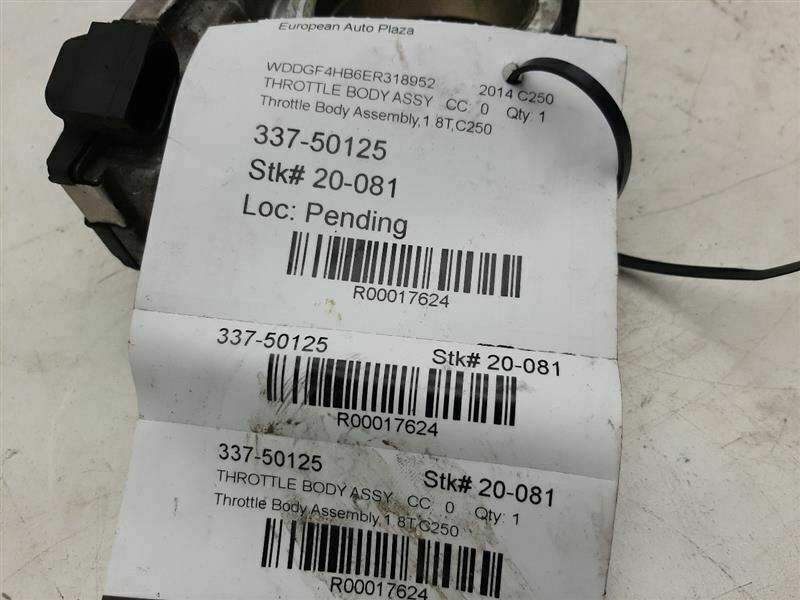 European Auto Plaza
WDDGF4HB6ER318952 2014 C250
THROTTLE BODY ASSY CC: 0 Qty: 1
Throttle Body Assembly,1.8T,C250
337-50125
Stk# 20-081
Loc: Pending
R00017624
337-50125 Stk# 20-081
R00017624
337-50125 Stk# 20-081
THROTTLE BODY ASSY CC: 0 Qty: 1
Throttle Body Assembly,1.8T,C250
R00017624